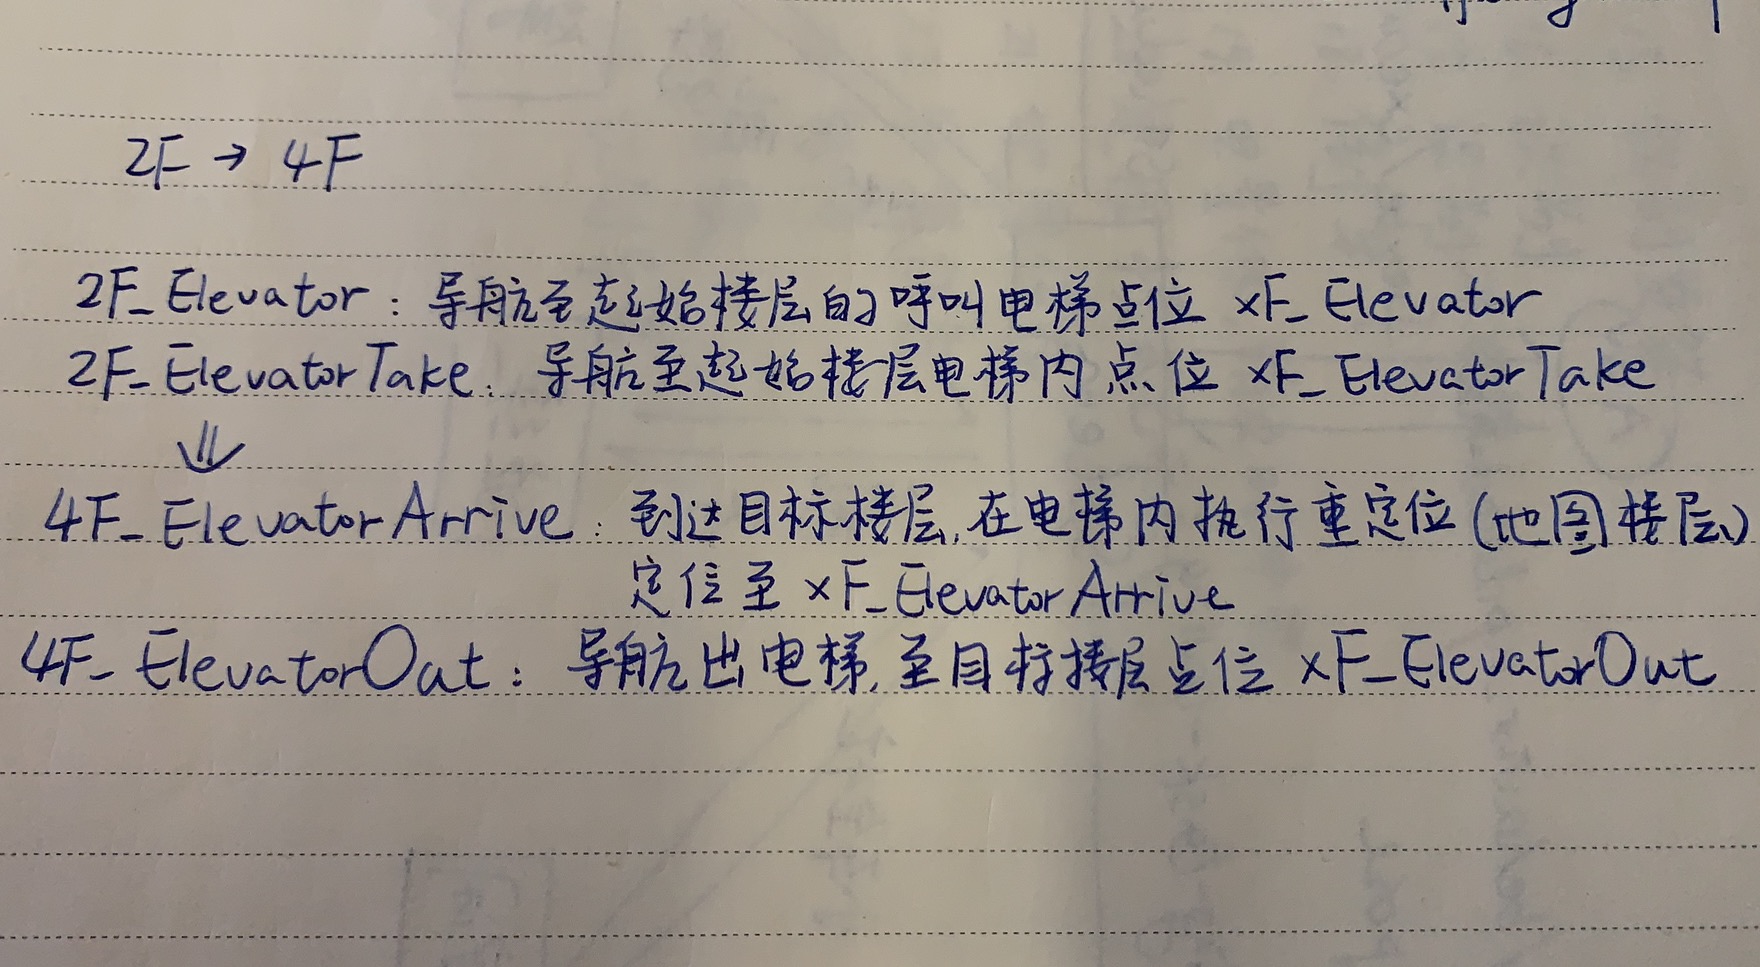 2F → 4F
2F_Elevator：导航至起始楼层的呼叫电梯点位 xF_Elevator
2F_ElevatorTake：导航至起始楼层电梯内点位 xF_ElevatorTake
⇓
4F_ElevatorArrive：到达目标楼层,在电梯内执行重定位(地图楼层)
定位至 xF_ElevatorArrive
4F_ElevatorOut：导航出电梯,至目标楼层点位 xF_ElevatorOut